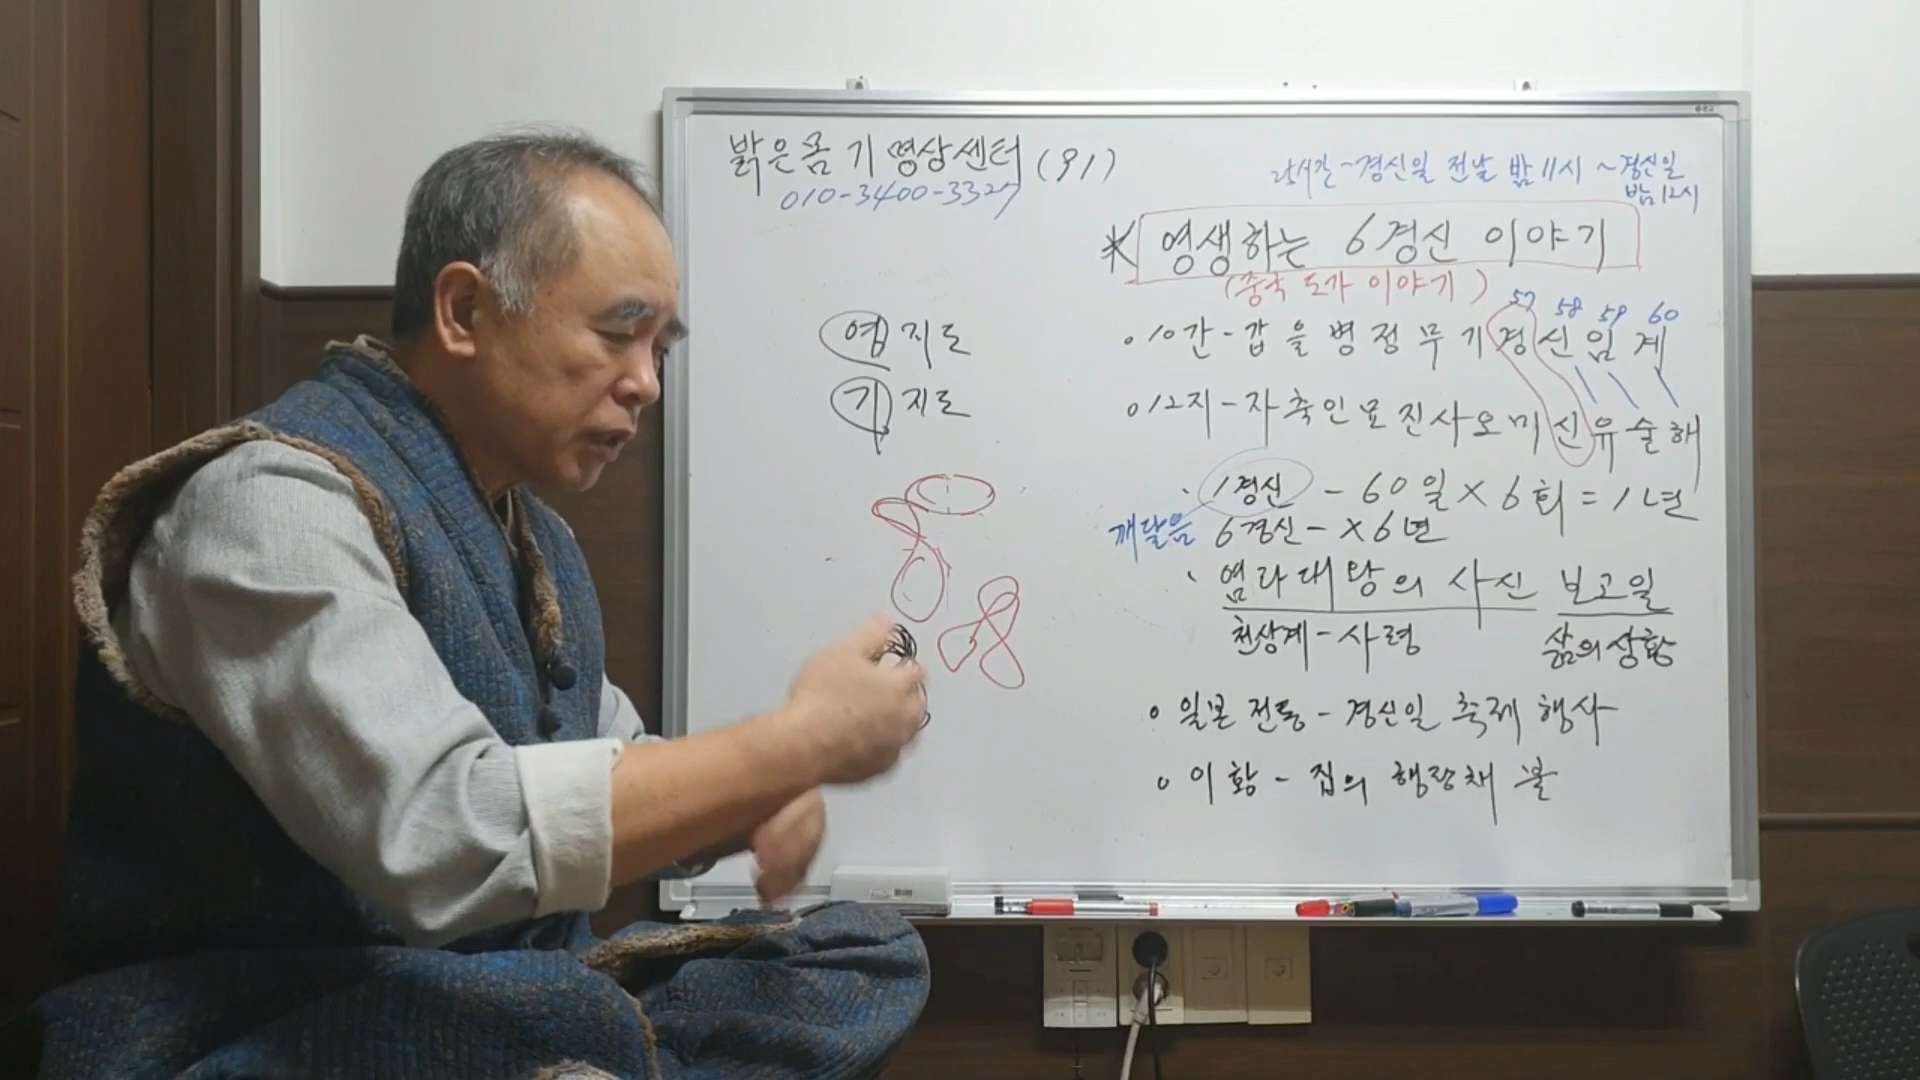 밝은몸 기 명상센터 (91)
010-3400-3327
25시간 - 경신일 전날 밤 11시 ~ 경신일
밤 12시
* 영생하는 6경신 이야기
(중국 도가 이야기)
57 58 59 60
10간 - 갑 을 병 정 무 기 경 신 임 계
12지 - 자 축 인 묘 진 사 오 미 신 유 술 해
1경신 - 60일 × 6회 = 1년
깨달음 6경신 - × 6년
염라대왕의 사신 보고일
천상계 - 사령 삶의 상황
일본 전통 - 경신일 축제 행사
이황 - 집의 행랑채 불
염지도
기지도